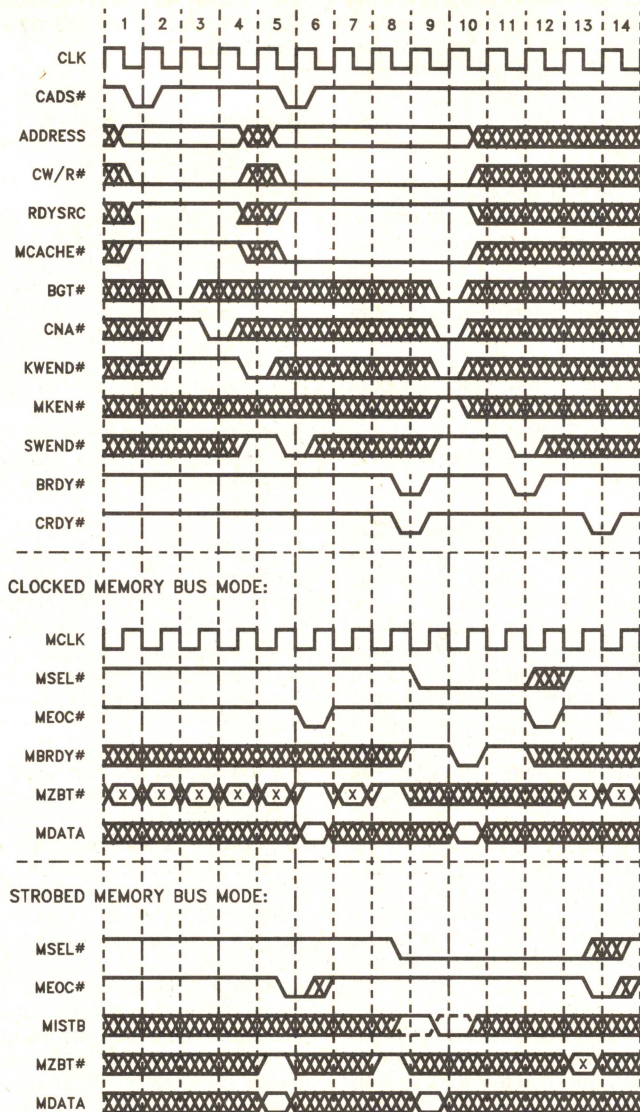 1 2 3 4 5 6 7 8 9 10 11 12 13 14
CLK
CADS#
ADDRESS
CW/R#
RDYSRC
MCACHE#
BGT#
CNA#
KWEND#
MKEN#
SWEND#
BRDY#
CRDY#
CLOCKED MEMORY BUS MODE:
MCLK
MSEL#
MEOC#
MBRDY#
MZBT# X X X X X X X X
MDATA
STROBED MEMORY BUS MODE:
MSEL#
MEOC#
MISTB
MZBT# X
MDATA